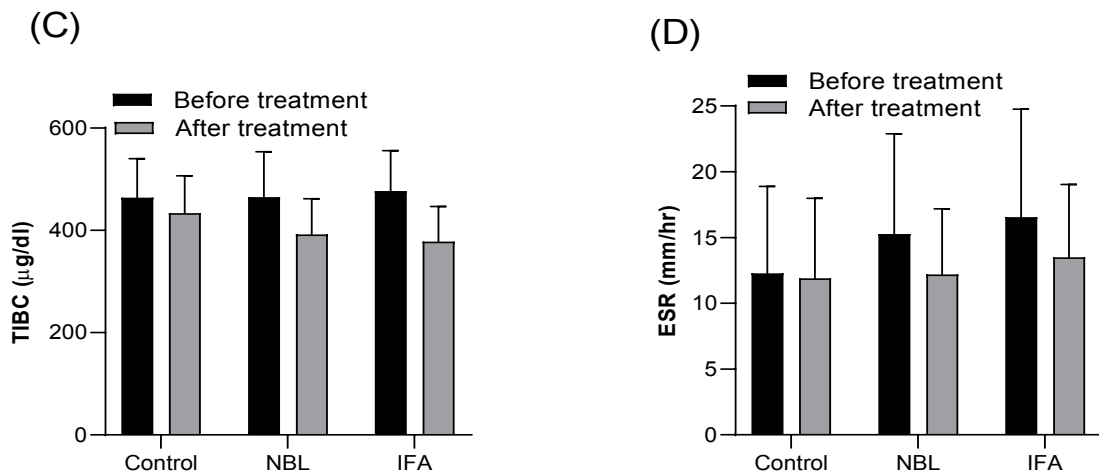 (C)
Before treatment
After treatment
600
400
200
0
TIBC (μg/dl)
Control NBL IFA
(D)
Before treatment
After treatment
25
20
15
10
5
0
ESR (mm/hr)
Control NBL IFA